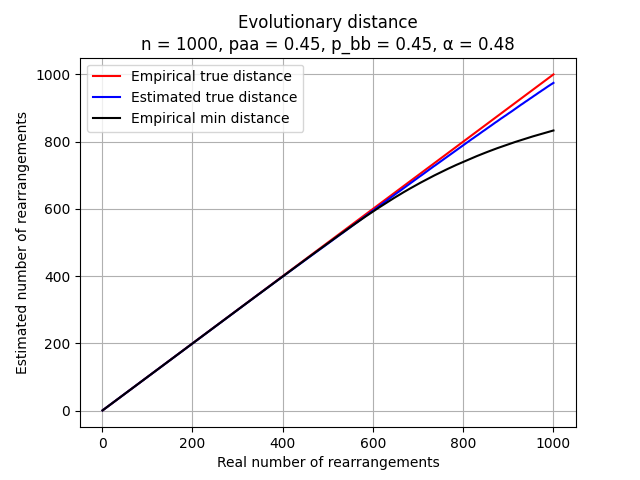 Evolutionary distance
n = 1000, paa = 0.45, p_bb = 0.45, α = 0.48
Empirical true distance
Estimated true distance
Empirical min distance
Estimated number of rearrangements
1000
800
600
400
200
0
0 200 400 600 800 1000
Real number of rearrangements